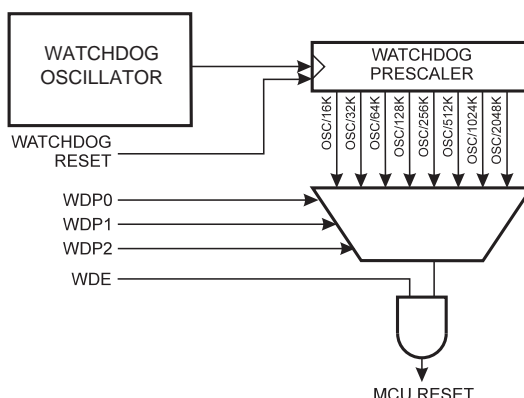 WATCHDOG
OSCILLATOR
WATCHDOG
PRESCALER
WATCHDOG
RESET
OSC/16K
OSC/32K
OSC/64K
OSC/128K
OSC/256K
OSC/512K
OSC/1024K
OSC/2048K
WDP0
WDP1
WDP2
WDE
MCU RESET